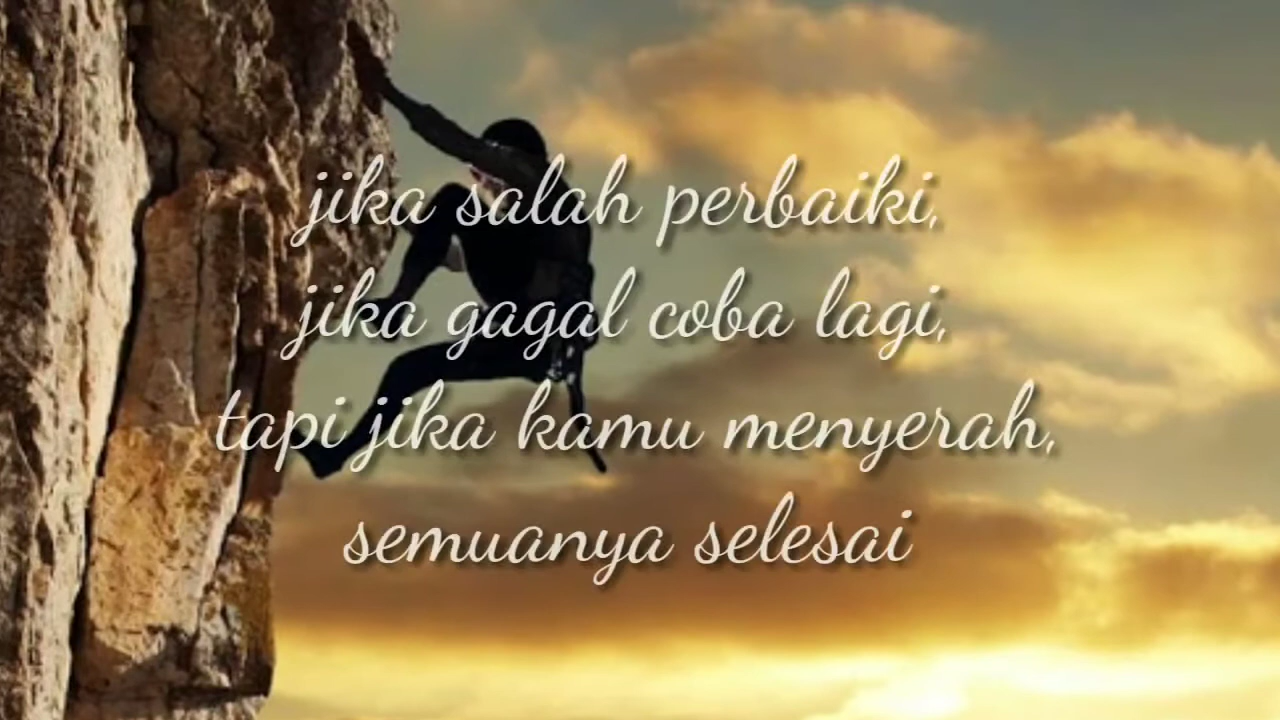 jika salah perbaiki,
jika gagal coba lagi,
tapi jika kamu menyerah,
semuanya selesai